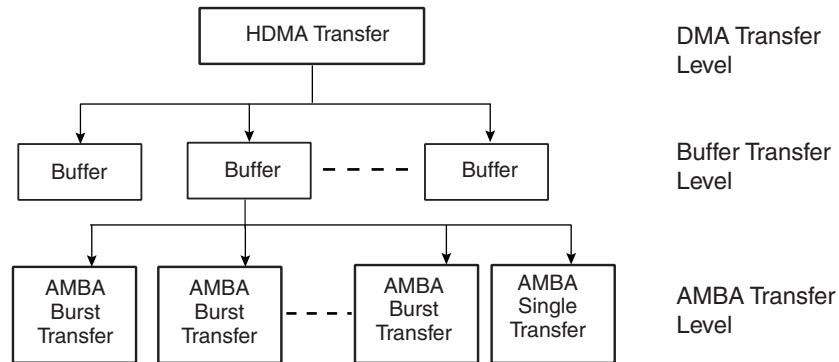 HDMA Transfer
DMA Transfer
Level
Buffer
Buffer
Buffer
Buffer Transfer
Level
AMBA
Burst
Transfer
AMBA
Burst
Transfer
AMBA
Burst
Transfer
AMBA
Single
Transfer
AMBA Transfer
Level